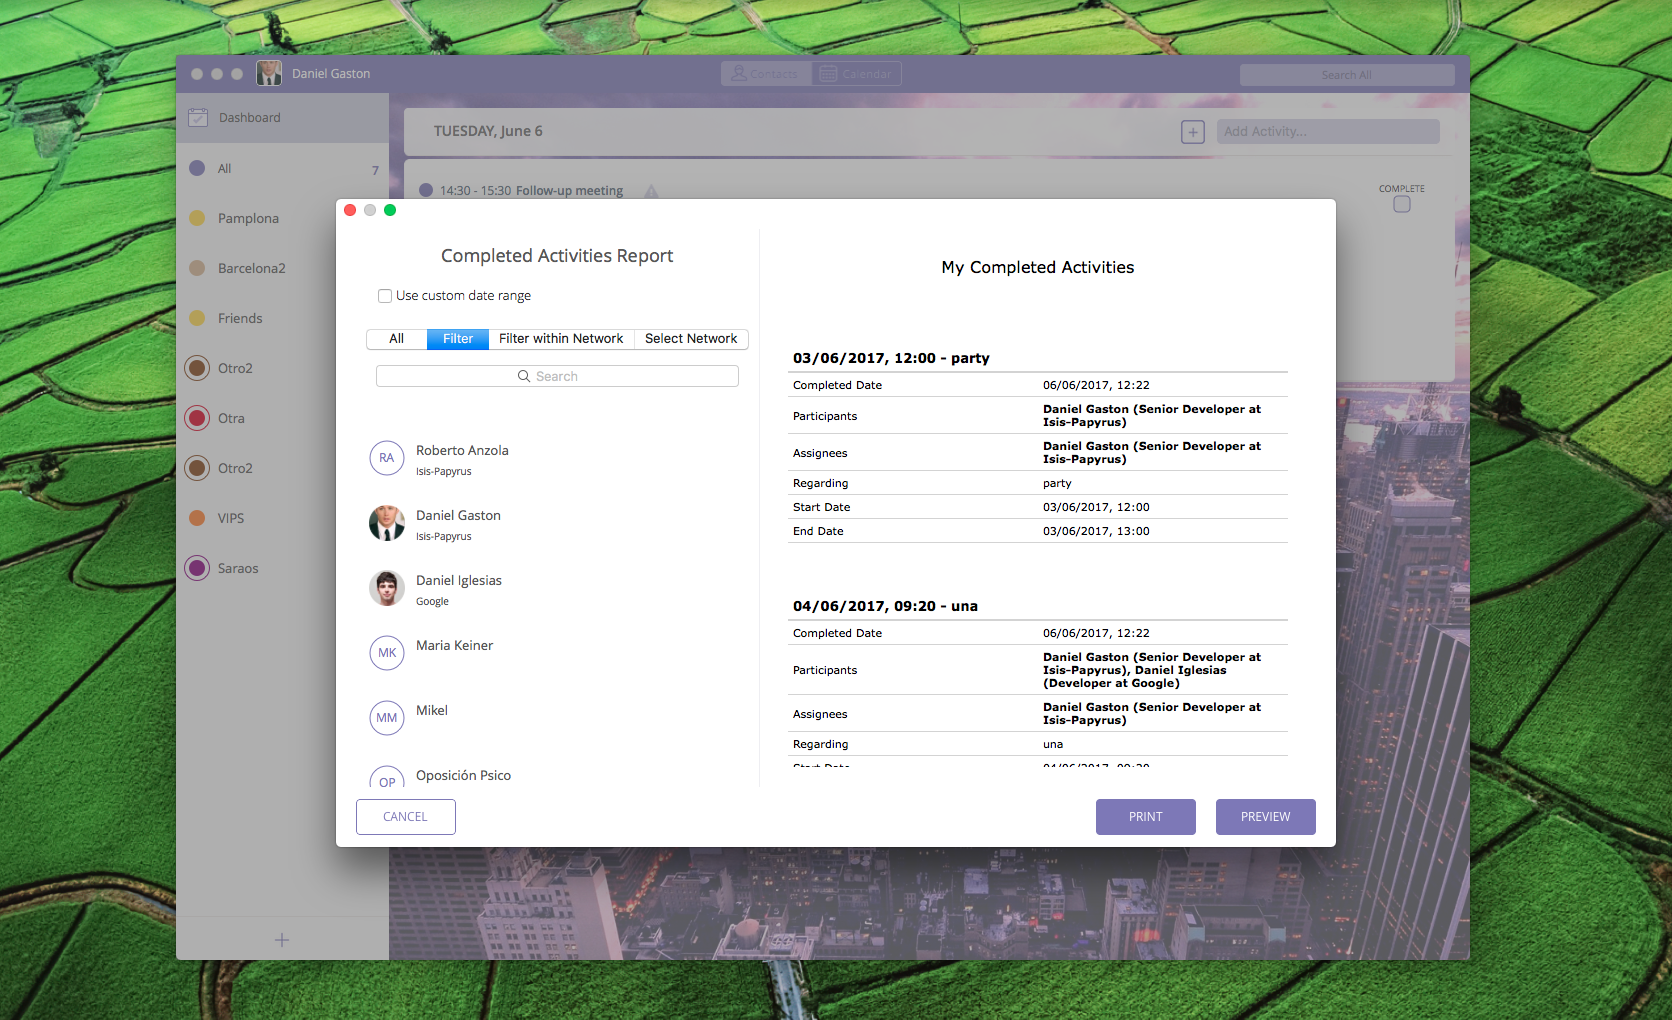 Daniel Gaston
Contacts
Calendar
Search All
Dashboard
All 7
Pamplona
Barcelona2
Friends
Otro2
Otra
Otro2
VIPS
Saraos
TUESDAY, June 6
Add Activity...
14:30 - 15:30 Follow-up meeting
COMPLETE
Completed Activities Report
Use custom date range
All Filter Filter within Network Select Network
Search
RA Roberto Anzola
Isis-Papyrus
Daniel Gaston
Isis-Papyrus
Daniel Iglesias
Google
MK Maria Keiner
MM Mikel
OP Oposición Psico
CANCEL
My Completed Activities
03/06/2017, 12:00 - party
Completed Date 06/06/2017, 12:22
Participants Daniel Gaston (Senior Developer at
Isis-Papyrus)
Assignees Daniel Gaston (Senior Developer at
Isis-Papyrus)
Regarding party
Start Date 03/06/2017, 12:00
End Date 03/06/2017, 13:00
04/06/2017, 09:20 - una
Completed Date 06/06/2017, 12:22
Participants Daniel Gaston (Senior Developer at
Isis-Papyrus), Daniel Iglesias
(Developer at Google)
Assignees Daniel Gaston (Senior Developer at
Isis-Papyrus)
Regarding una
Start Date 04/06/2017, 09:20
PRINT PREVIEW